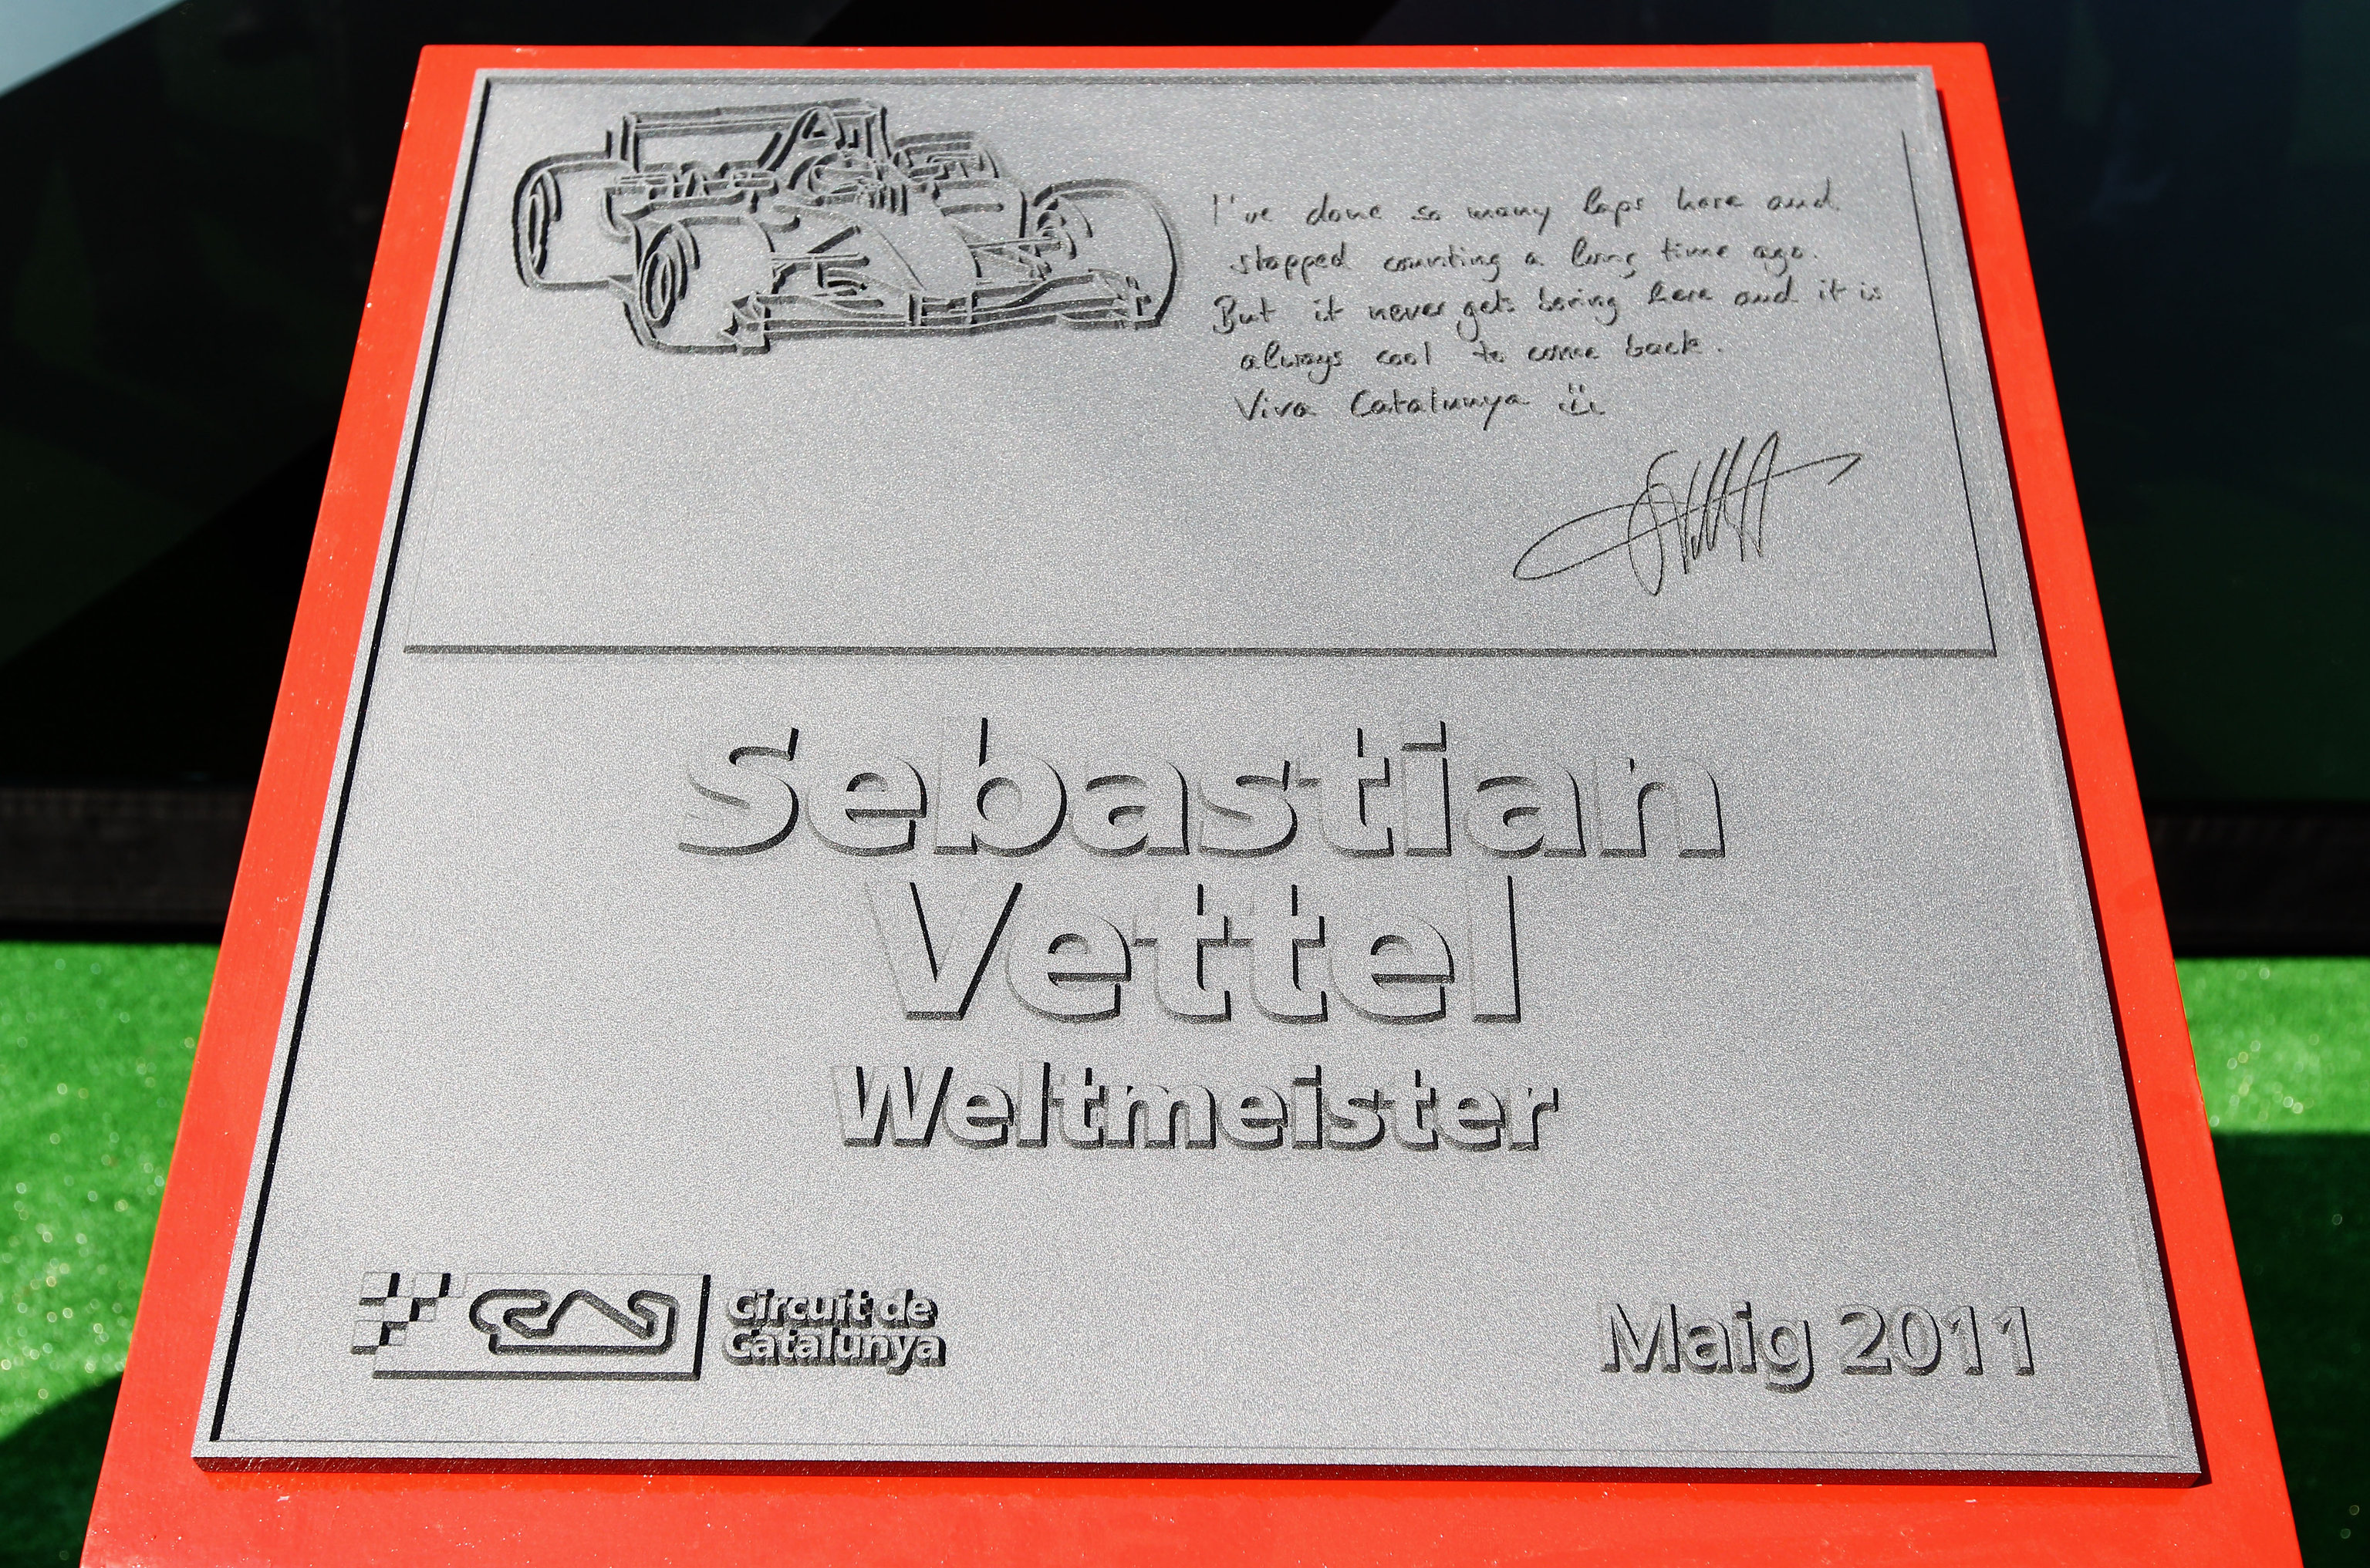 I've done so many laps here and
stopped counting a long time ago.
But it never gets boring here and it is
always cool to come back.
Viva Catalunya
Sebastian
Vettel
Weltmeister
Circuit de
Catalunya
Maig 2011